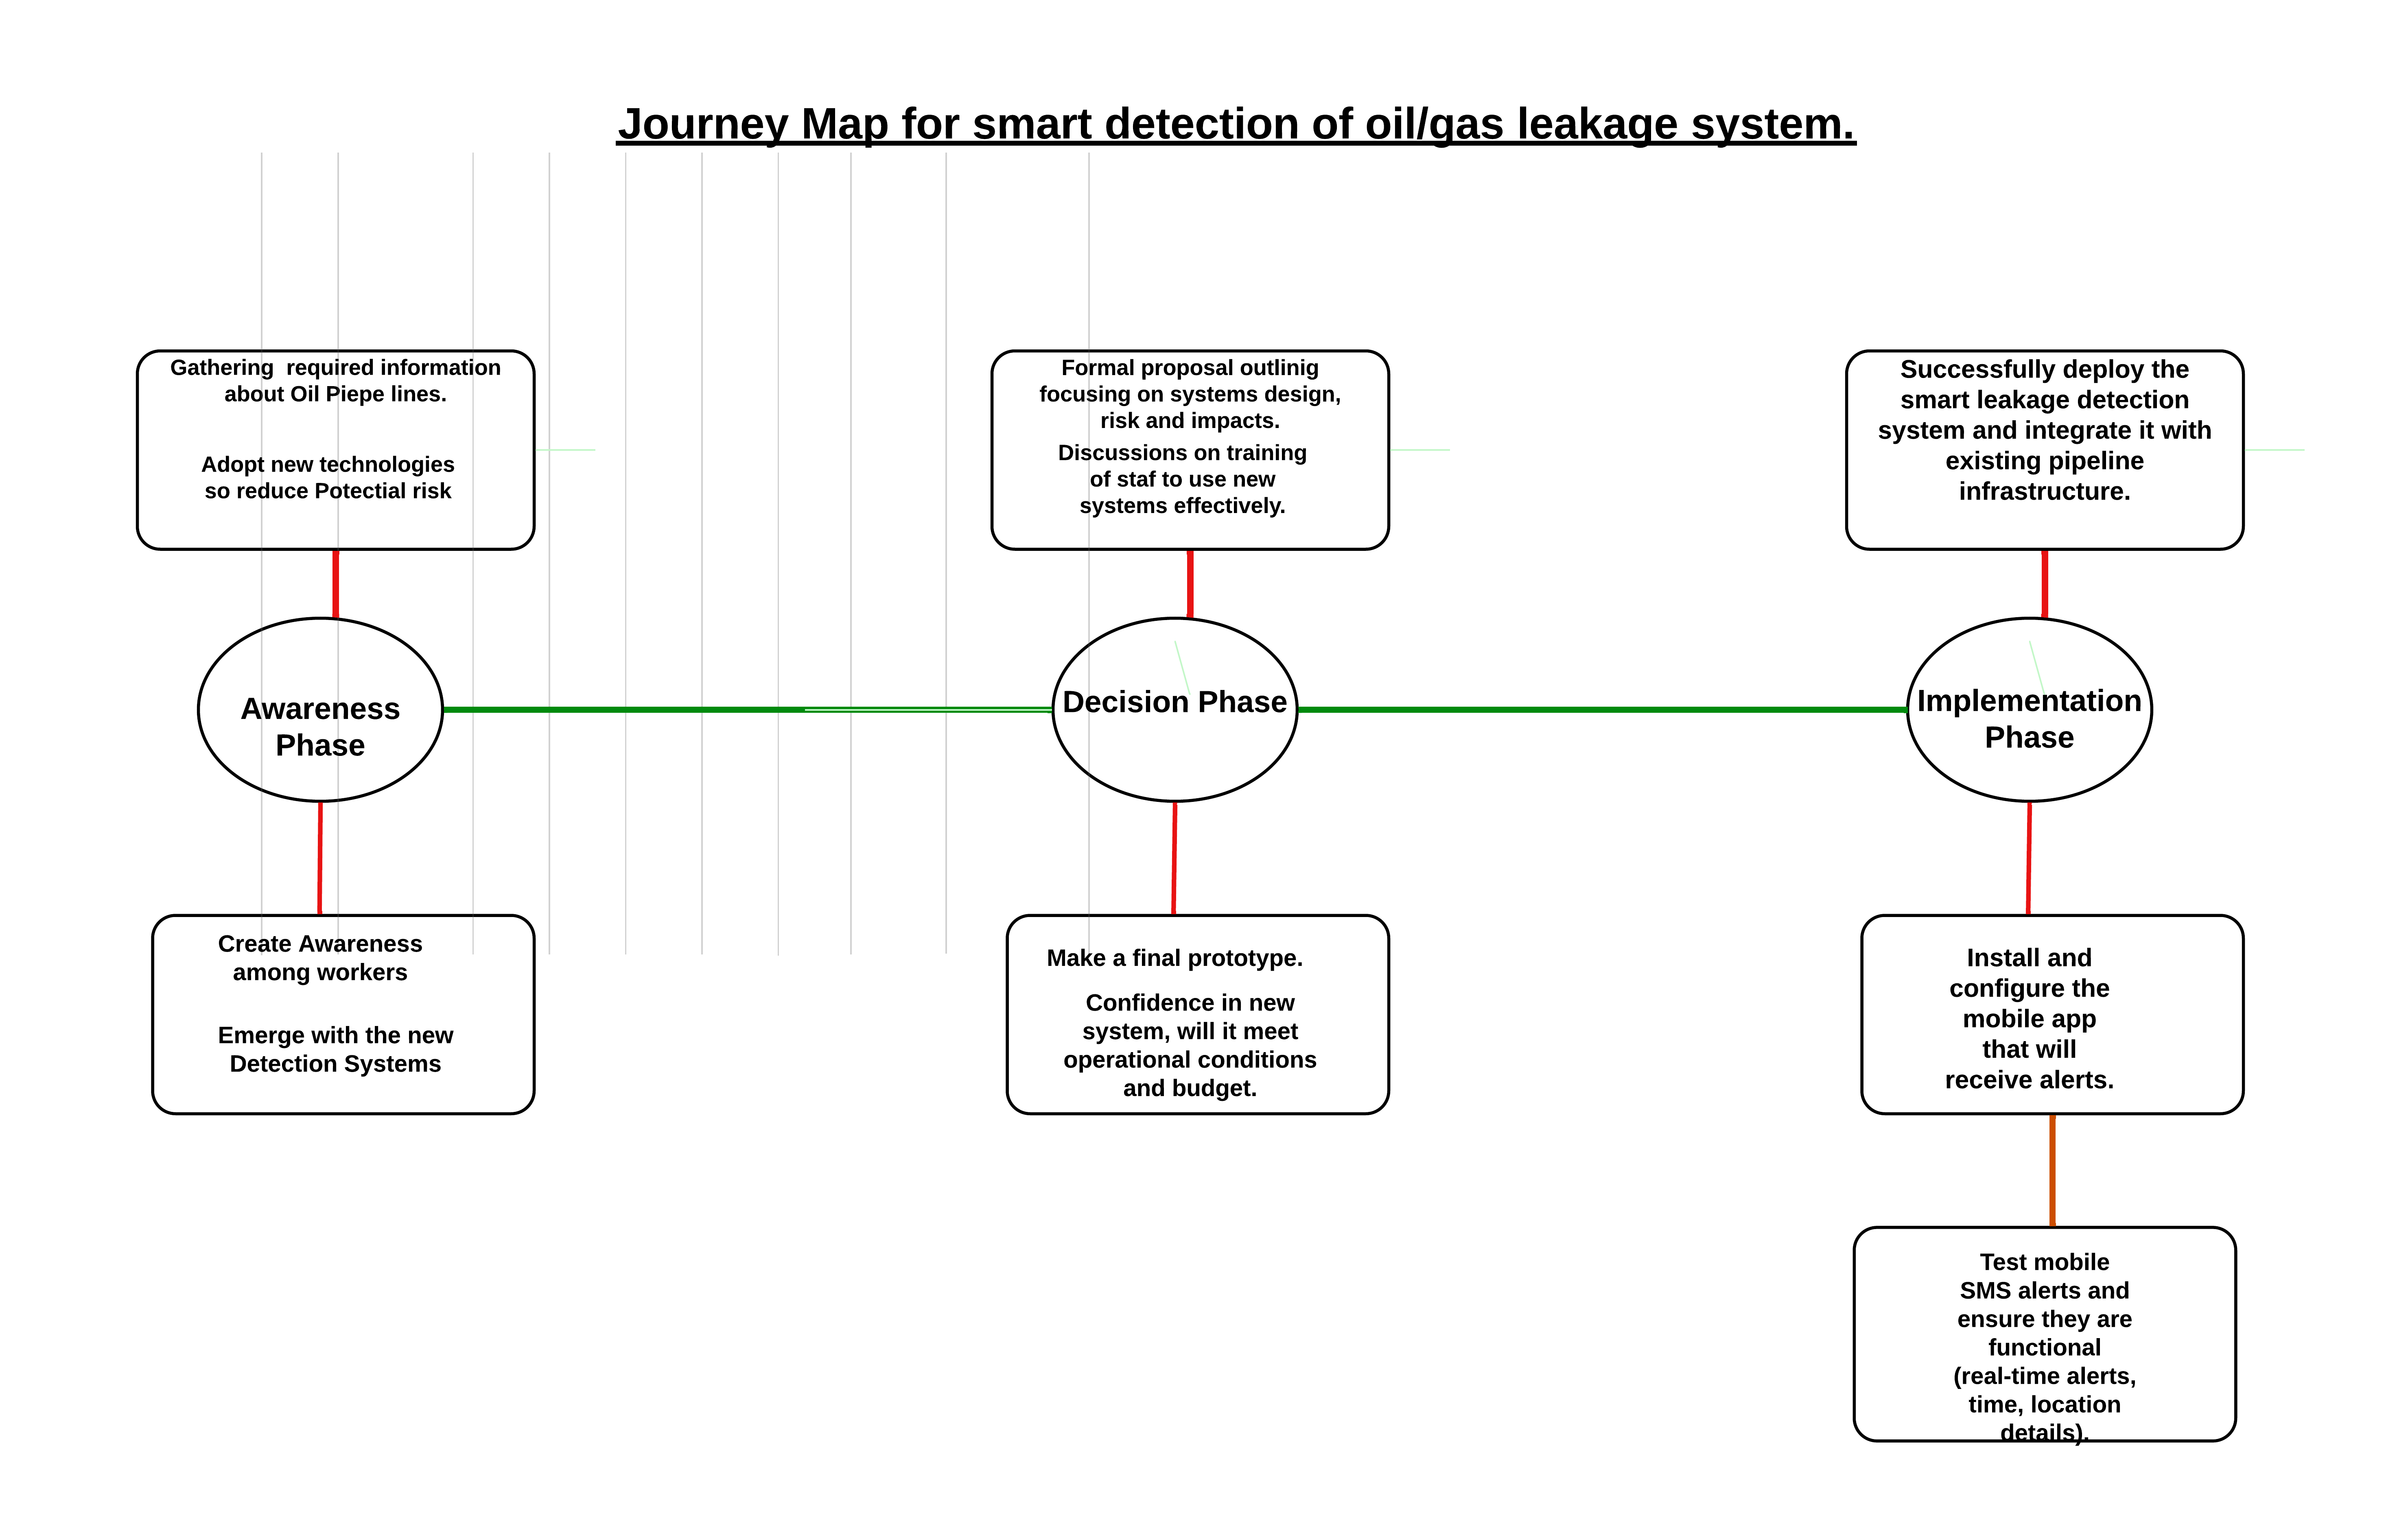 Journey Map for smart detection of oil/gas leakage system.
Gathering  required information
about Oil Piepe lines.
Adopt new technologies
so reduce Potectial risk
Formal proposal outlinig
focusing on systems design,
risk and impacts.
Discussions on training
of staf to use new
systems effectively.
Successfully deploy the
smart leakage detection
system and integrate it with
existing pipeline
infrastructure.
Awareness
Phase
Decision Phase
Implementation
Phase
Create Awareness
among workers
Emerge with the new
Detection Systems
Make a final prototype.
Confidence in new
system, will it meet
operational conditions
and budget.
Install and
configure the
mobile app
that will
receive alerts.
Test mobile
SMS alerts and
ensure they are
functional
(real-time alerts,
time, location
details).